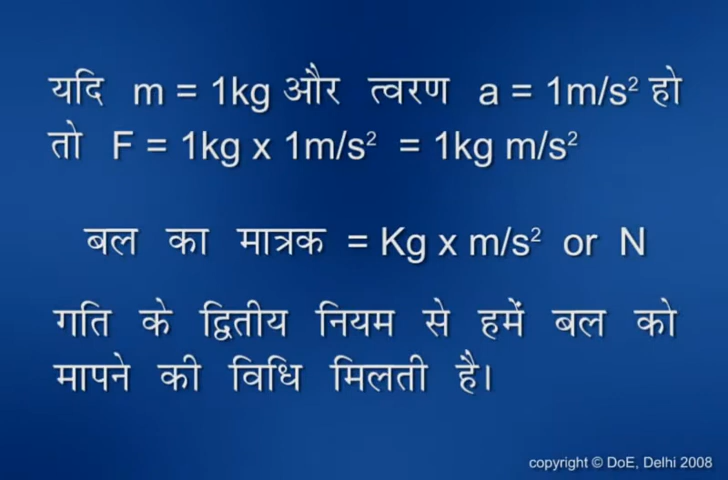 यदि m = 1kg और त्वरण a = 1m/s² हो
तो F = 1kg x 1m/s² = 1kg m/s²
बल का मात्रक = Kg x m/s² or N
गति के द्वितीय नियम से हमें बल को
मापने की विधि मिलती है।
copyright © DoE, Delhi 2008